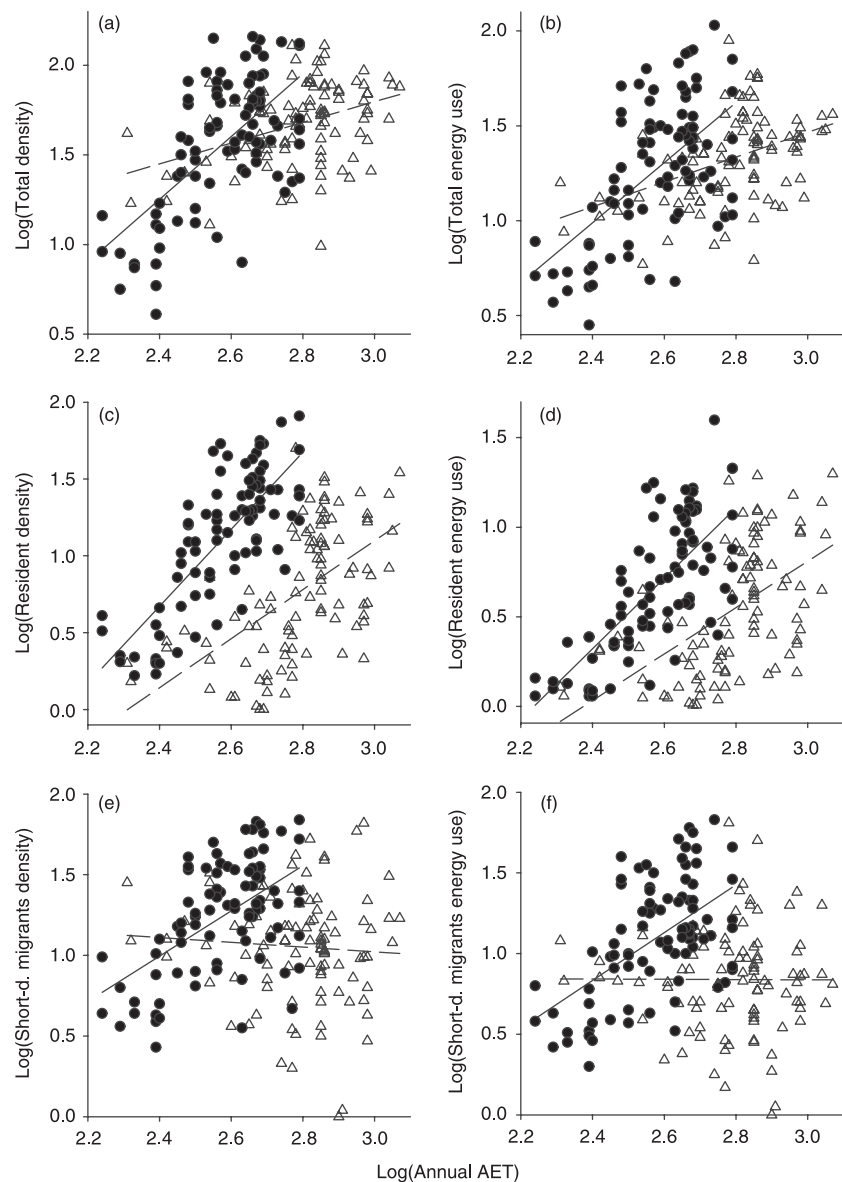 (a)
Log(Total density)
2.0
1.5
1.0
0.5
2.2 2.4 2.6 2.8 3.0
(b)
Log(Total energy use)
2.0
1.5
1.0
0.5
2.2 2.4 2.6 2.8 3.0
(c)
Log(Resident density)
2.0
1.5
1.0
0.5
0.0
2.2 2.4 2.6 2.8 3.0
(d)
Log(Resident energy use)
1.5
1.0
0.5
0.0
2.2 2.4 2.6 2.8 3.0
(e)
Log(Short-d. migrants density)
2.0
1.5
1.0
0.5
0.0
2.2 2.4 2.6 2.8 3.0
(f)
Log(Short-d. migrants energy use)
2.0
1.5
1.0
0.5
0.0
2.2 2.4 2.6 2.8 3.0
Log(Annual AET)